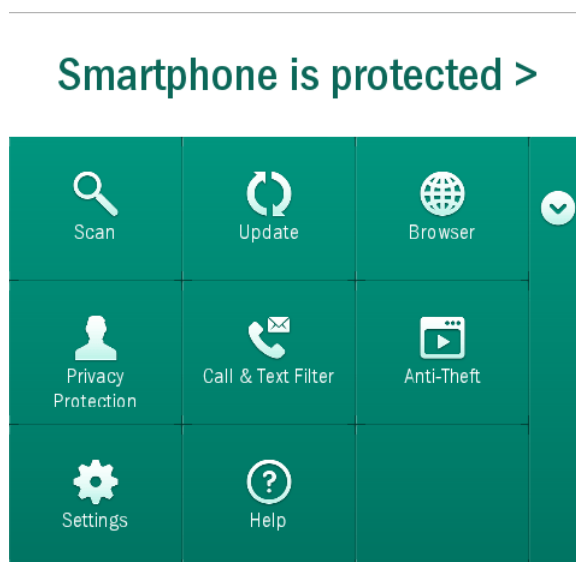 Smartphone is protected >
Scan
Update
Browser
Privacy
Protection
Call & Text Filter
Anti-Theft
Settings
Help